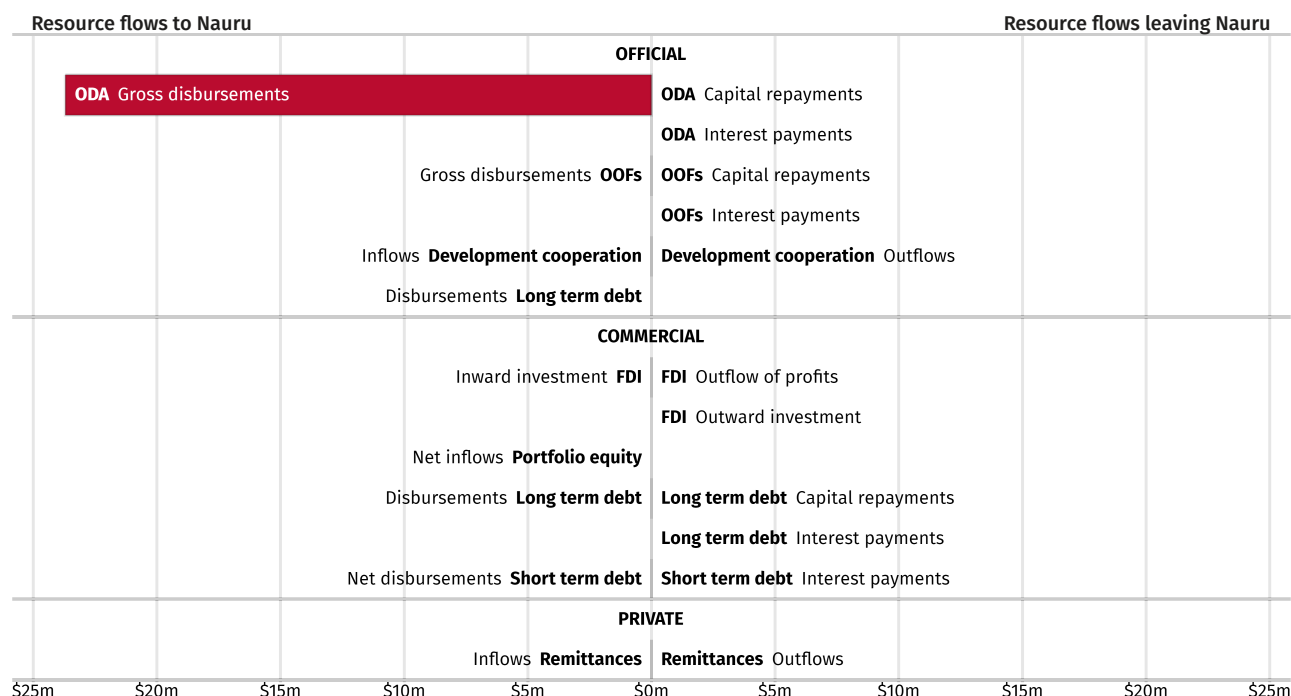 Resource flows to Nauru Resource flows leaving Nauru
OFFICIAL
ODA Gross disbursements ODA Capital repayments
ODA Interest payments
Gross disbursements OOFs OOFs Capital repayments
OOFs Interest payments
Inflows Development cooperation Development cooperation Outflows
Disbursements Long term debt
COMMERCIAL
Inward investment FDI FDI Outflow of profits
FDI Outward investment
Net inflows Portfolio equity
Disbursements Long term debt Long term debt Capital repayments
Long term debt Interest payments
Net disbursements Short term debt Short term debt Interest payments
PRIVATE
Inflows Remittances Remittances Outflows
$25m $20m $15m $10m $5m $0m $5m $10m $15m $20m $25m